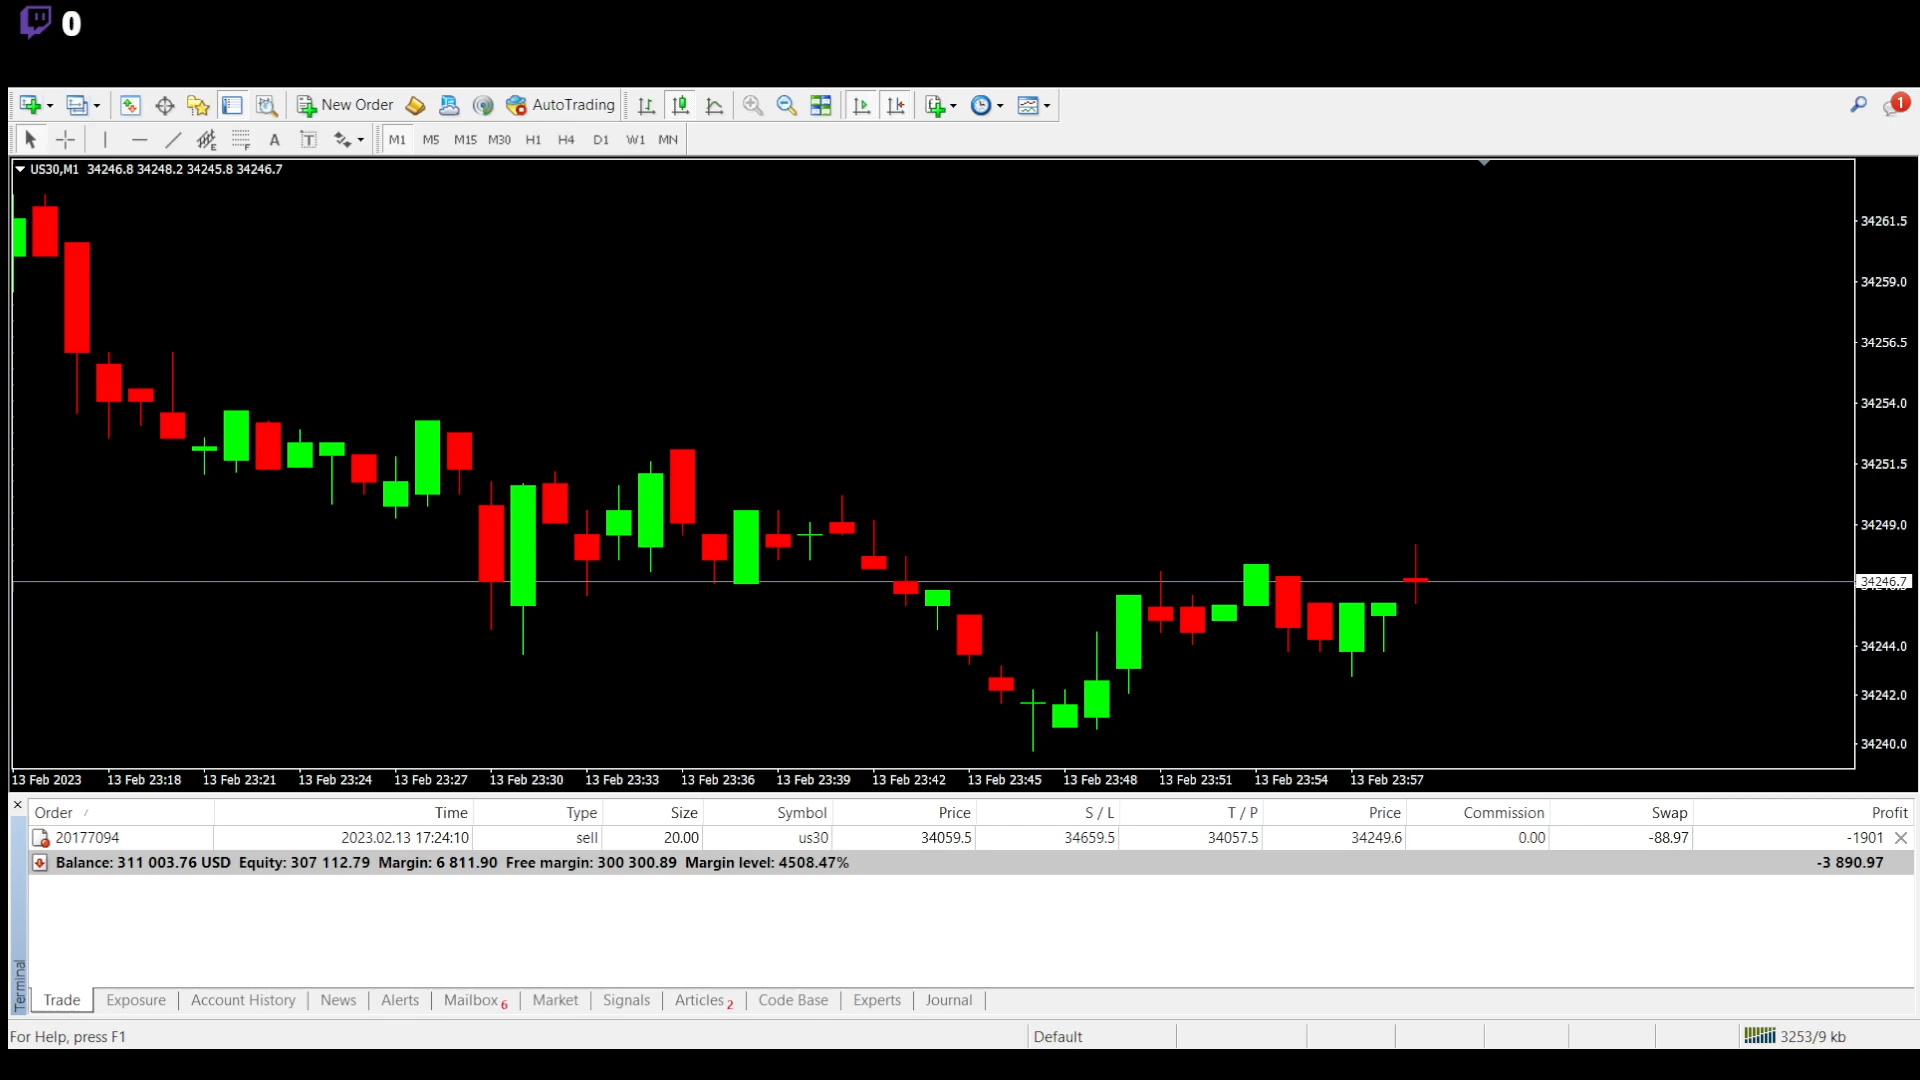 0
New Order AutoTrading 1
A T M1 M5 M15 M30 H1 H4 D1 W1 MN
US30,M1 34246.8 34248.2 34245.8 34246.7
34261.5
34259.0
34256.5
34254.0
34251.5
34249.0
34246.7
34244.0
34242.0
34240.0
13 Feb 2023 13 Feb 23:18 13 Feb 23:21 13 Feb 23:24 13 Feb 23:27 13 Feb 23:30 13 Feb 23:33 13 Feb 23:36 13 Feb 23:39 13 Feb 23:42 13 Feb 23:45 13 Feb 23:48 13 Feb 23:51 13 Feb 23:54 13 Feb 23:57
Order / Time Type Size Symbol Price S / L T / P Price Commission Swap Profit
20177094 2023.02.13 17:24:10 sell 20.00 us30 34059.5 34659.5 34057.5 34249.6 0.00 -88.97 -1901
Balance: 311 003.76 USD Equity: 307 112.79 Margin: 6 811.90 Free margin: 300 300.89 Margin level: 4508.47% -3 890.97
Terminal
Trade Exposure Account History News Alerts Mailbox 6 Market Signals Articles 2 Code Base Experts Journal
For Help, press F1 Default 3253/9 kb